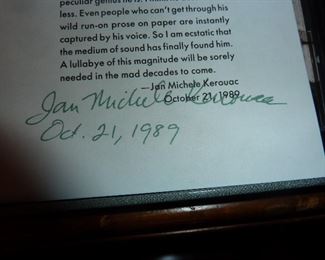 peculiar genius
less. Even people who can't get through his
wild run-on prose on paper are instantly
captured by his voice. So I am ecstatic that
the medium of sound has finally found him.
A lullabye of this magnitude will be sorely
needed in the mad decades to come.
—Jan Michele Kerouac
October 21, 1989
Jan Michele Kerouac
Oct. 21, 1989